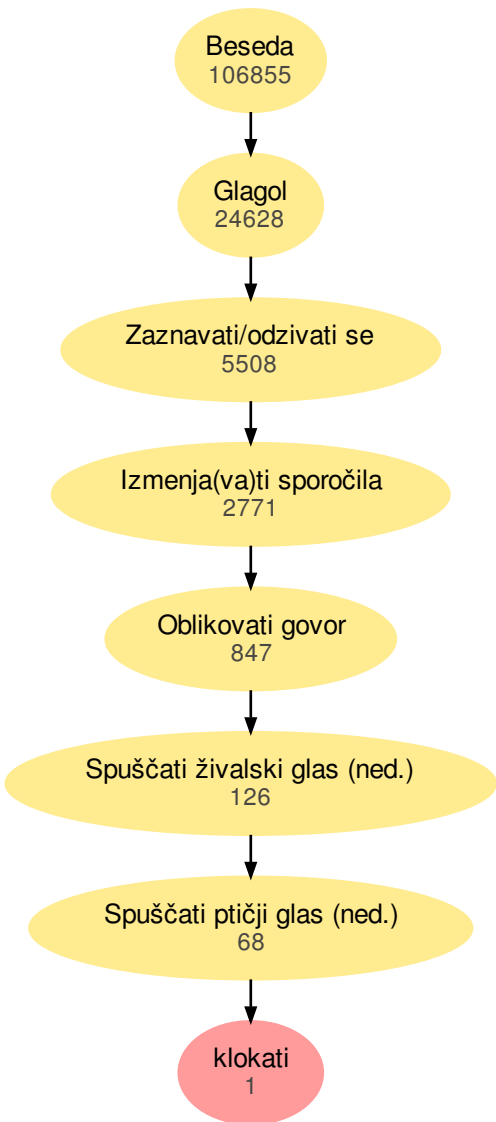 Beseda
106855
Glagol
24628
Zaznavati/odzivati se
5508
Izmenja(va)ti sporočila
2771
Oblikovati govor
847
Spuščati živalski glas (ned.)
126
Spuščati ptičji glas (ned.)
68
klokati
1